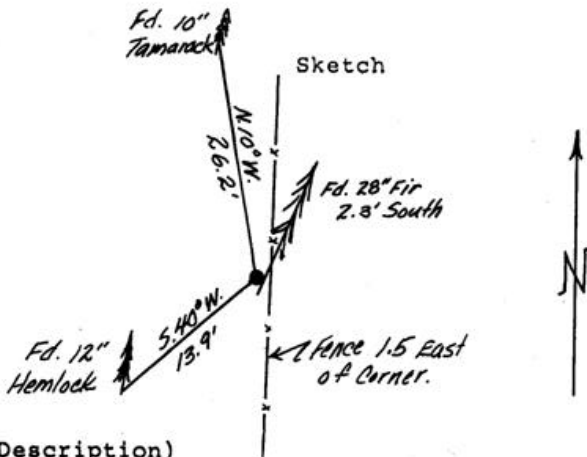 Fd. 10"
Tamarack
Sketch
N.10°W.
26.2'
Fd. 28" Fir
2.3' South
N
S.40°W.
13.9'
Fd. 12"
Hemlock
Fence 1.5 East
of Corner.
Description)